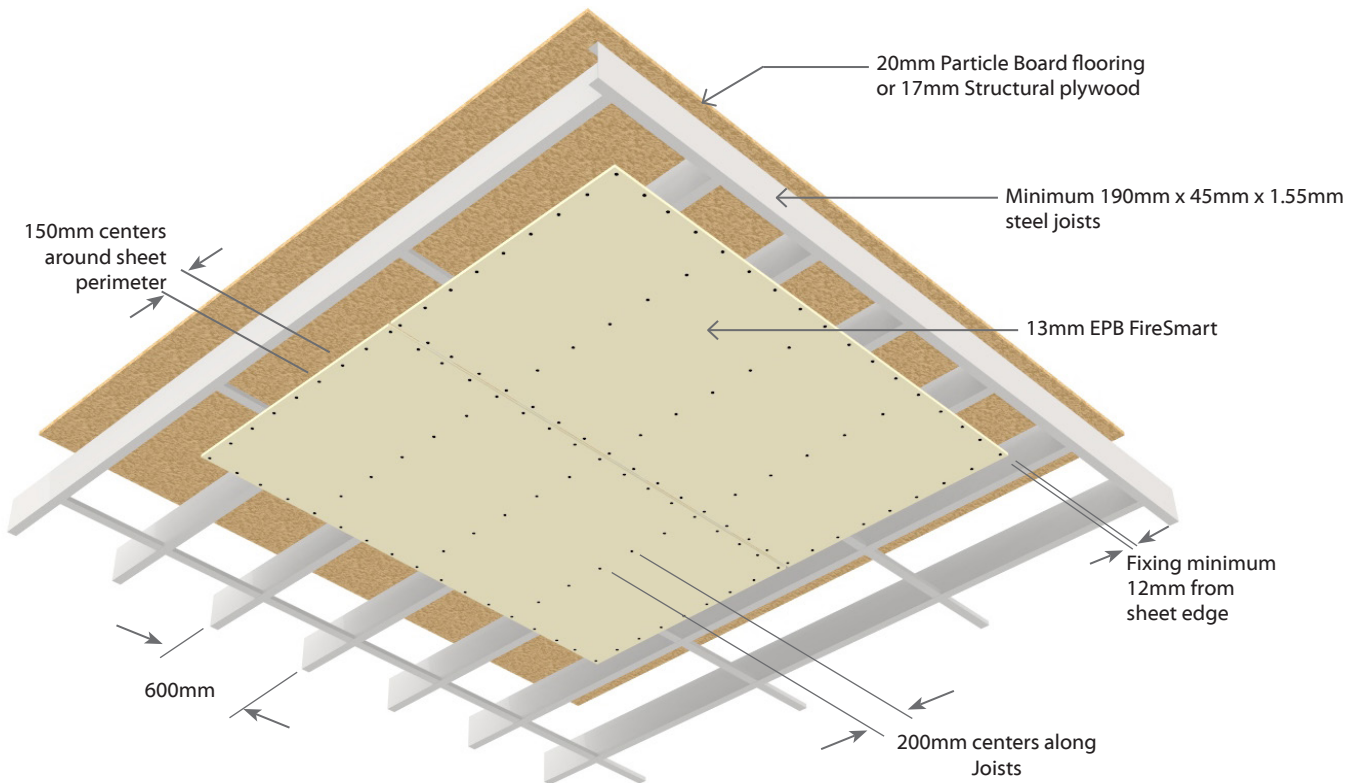 20mm Particle Board flooring
or 17mm Structural plywood
Minimum 190mm x 45mm x 1.55mm
steel joists
150mm centers
around sheet
perimeter
13mm EPB FireSmart
Fixing minimum
12mm from
sheet edge
600mm
200mm centers along
Joists